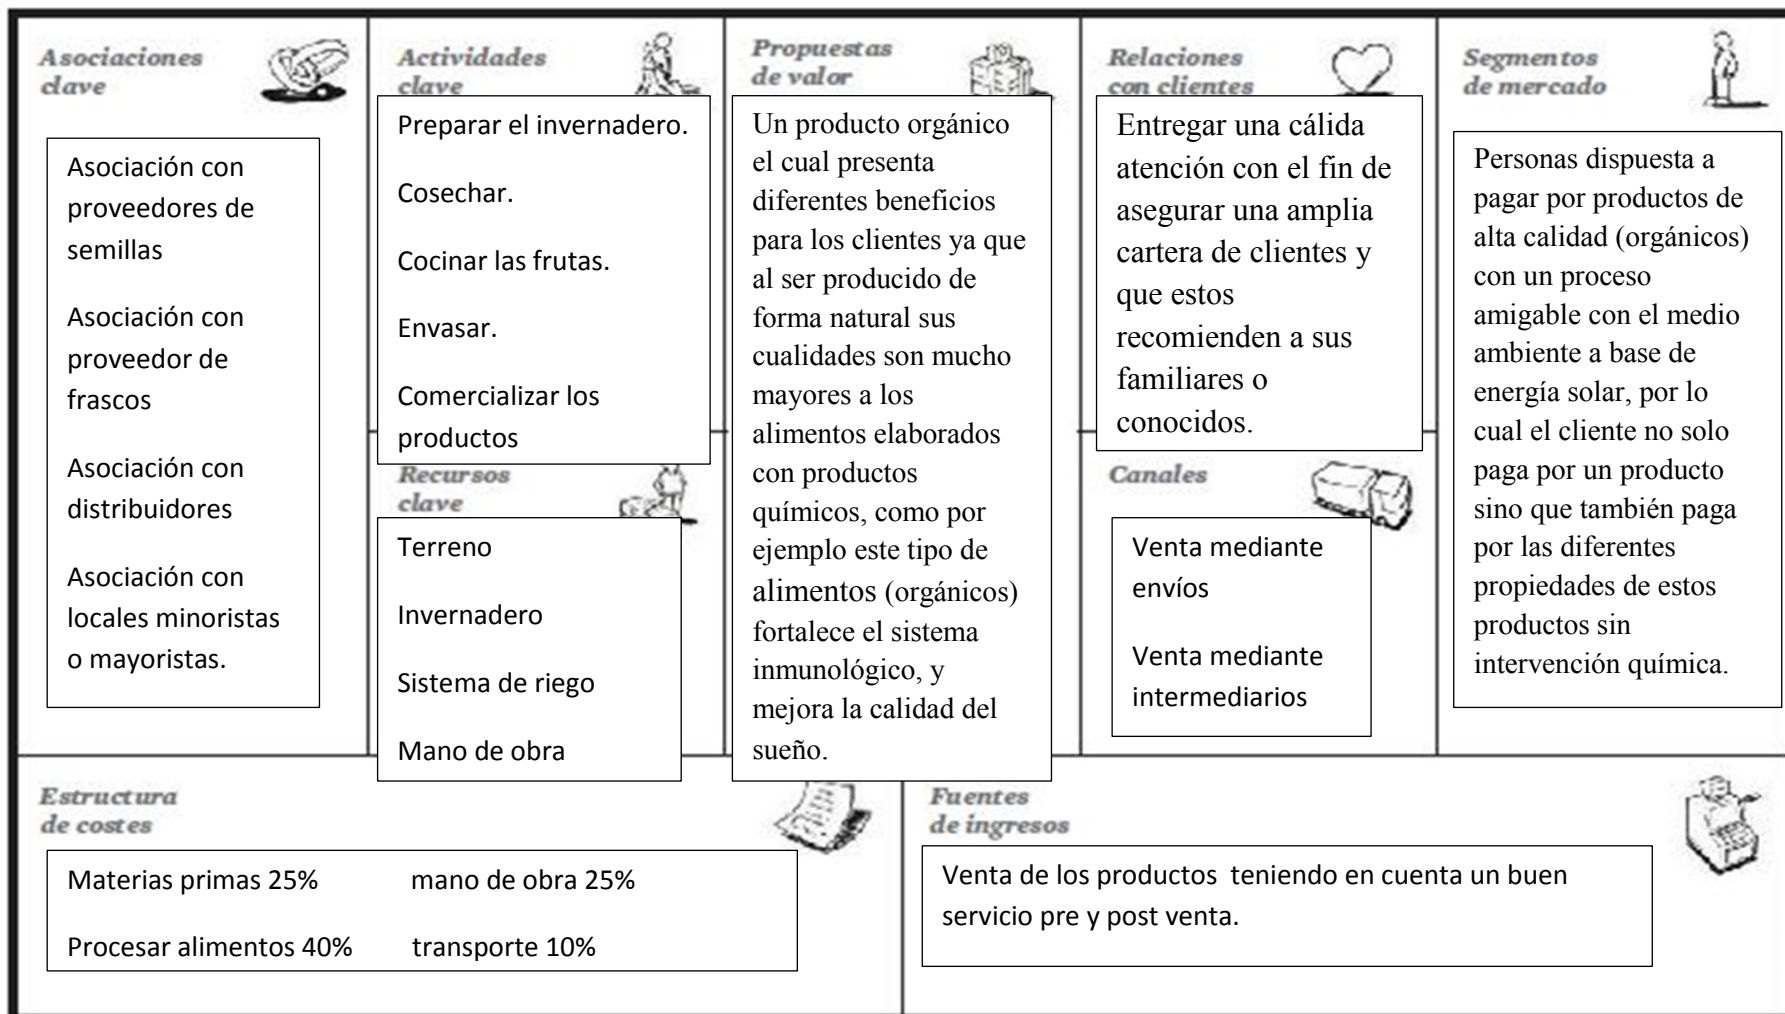 Asociaciones
clave
Asociación con
proveedores de
semillas
Asociación con
proveedor de
frascos
Asociación con
distribuidores
Asociación con
locales minoristas
o mayoristas.
Actividades
clave
Preparar el invernadero.
Cosechar.
Cocinar las frutas.
Envasar.
Comercializar los
productos
Recursos
clave
Terreno
Invernadero
Sistema de riego
Mano de obra
Propuestas
de valor
Un producto orgánico
el cual presenta
diferentes beneficios
para los clientes ya que
al ser producido de
forma natural sus
cualidades son mucho
mayores a los
alimentos elaborados
con productos
químicos, como por
ejemplo este tipo de
alimentos (orgánicos)
fortalece el sistema
inmunológico, y
mejora la calidad del
sueño.
Relaciones
con clientes
Entregar una cálida
atención con el fin de
asegurar una amplia
cartera de clientes y
que estos
recomienden a sus
familiares o
conocidos.
Canales
Venta mediante
envíos
Venta mediante
intermediarios
Segmentos
de mercado
Personas dispuesta a
pagar por productos de
alta calidad (orgánicos)
con un proceso
amigable con el medio
ambiente a base de
energía solar, por lo
cual el cliente no solo
paga por un producto
sino que también paga
por las diferentes
propiedades de estos
productos sin
intervención química.
Estructura
de costes
Materias primas 25% mano de obra 25%
Procesar alimentos 40% transporte 10%
Fuentes
de ingresos
Venta de los productos teniendo en cuenta un buen
servicio pre y post venta.